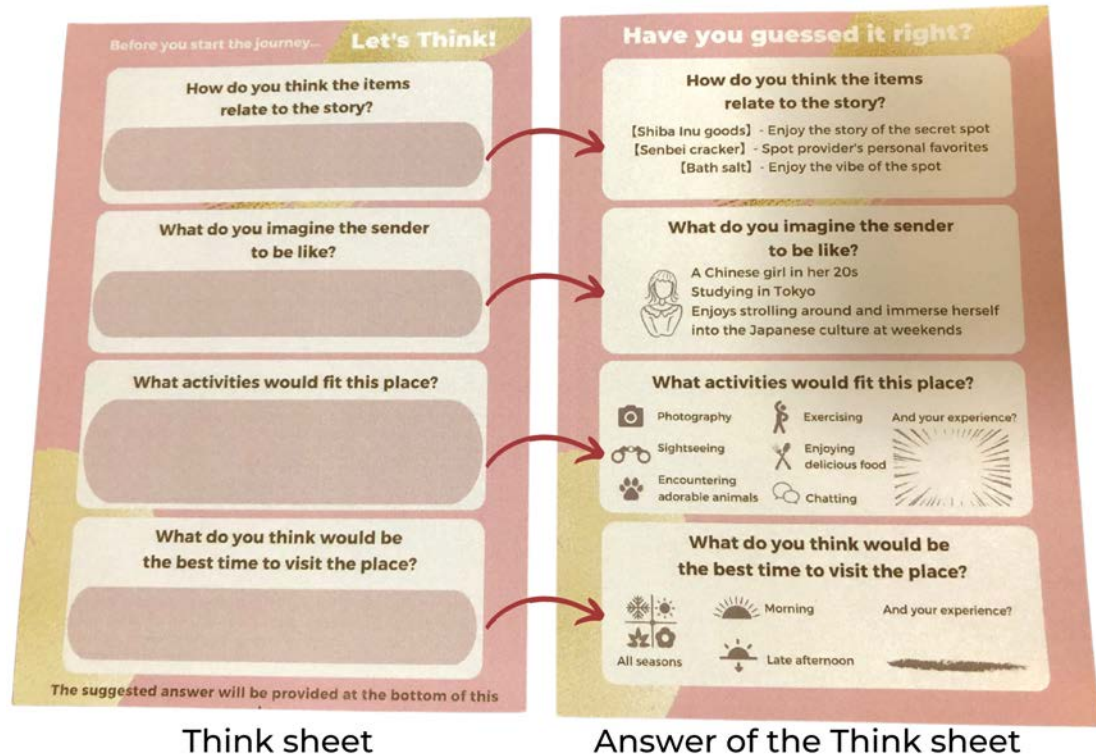 Before you start the journey... Let's Think!
How do you think the items
relate to the story?
What do you imagine the sender
to be like?
What activities would fit this place?
What do you think would be
the best time to visit the place?
The suggested answer will be provided at the bottom of this
Think sheet
Have you guessed it right?
How do you think the items
relate to the story?
【Shiba Inu goods】 - Enjoy the story of the secret spot
【Senbei cracker】 - Spot provider's personal favorites
【Bath salt】 - Enjoy the vibe of the spot
What do you imagine the sender
to be like?
A Chinese girl in her 20s
Studying in Tokyo
Enjoys strolling around and immerse herself
into the Japanese culture at weekends
What activities would fit this place?
Photography
Exercising
And your experience?
Sightseeing
Enjoying
delicious food
Encountering
adorable animals
Chatting
What do you think would be
the best time to visit the place?
All seasons
Morning
Late afternoon
And your experience?
Answer of the Think sheet